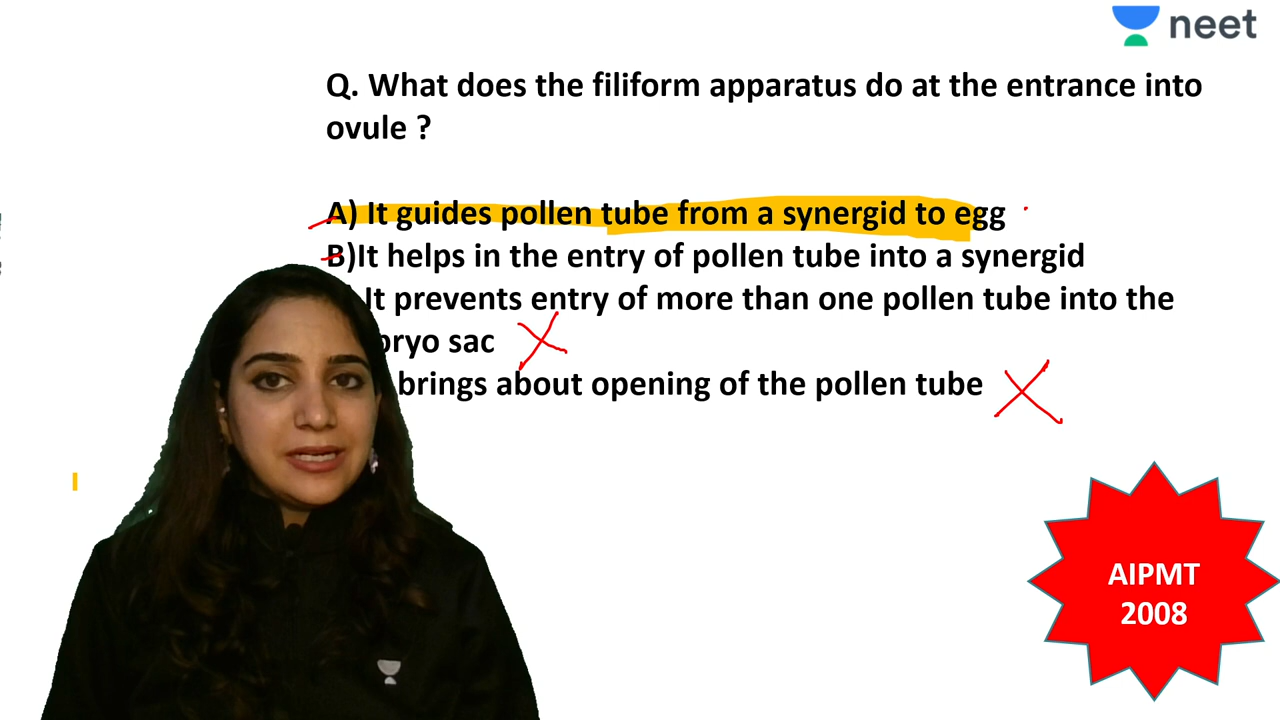 neet
Q. What does the filiform apparatus do at the entrance into
ovule ?
A) It guides pollen tube from a synergid to egg
B)It helps in the entry of pollen tube into a synergid
It prevents entry of more than one pollen tube into the
sac
brings about opening of the pollen tube
AIPMT
2008